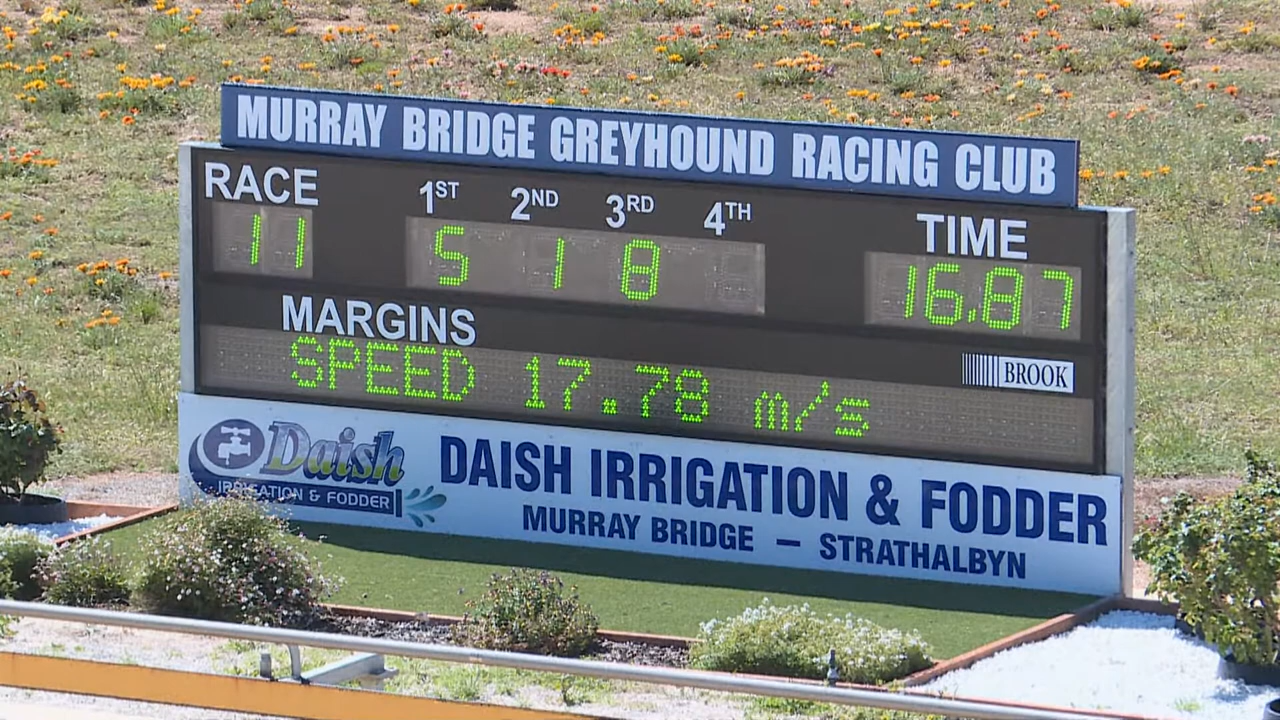 MURRAY BRIDGE GREYHOUND RACING CLUB
RACE 1ST 2ND 3RD 4TH TIME
11 5 1 8 16.87
MARGINS
BROOK
SPEED 17.78 m/s
Daish
IRRIGATION & FODDER
DAISH IRRIGATION & FODDER
MURRAY BRIDGE – STRATHALBYN